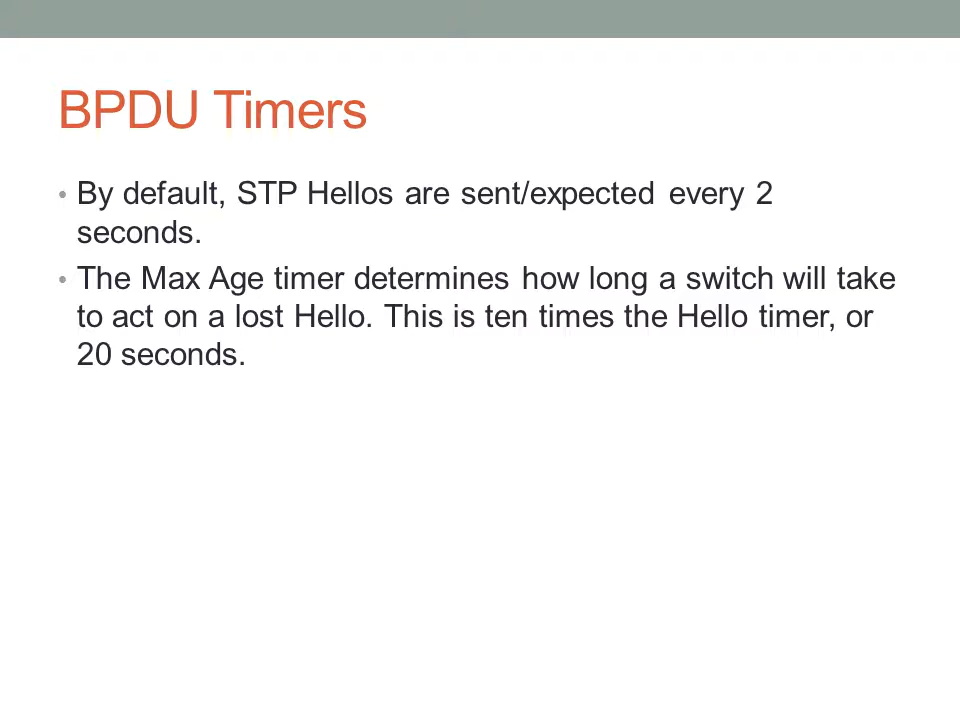 BPDU Timers
• By default, STP Hellos are sent/expected every 2
seconds.
• The Max Age timer determines how long a switch will take
to act on a lost Hello. This is ten times the Hello timer, or
20 seconds.